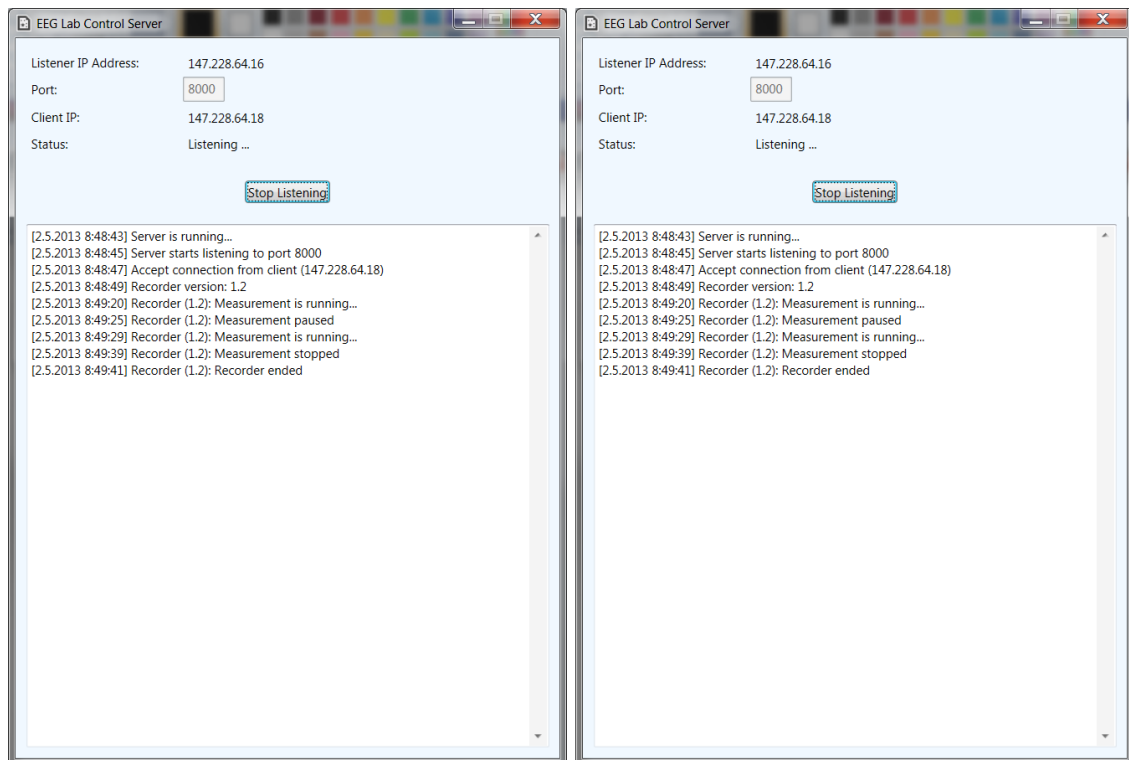 EEG Lab Control Server
Listener IP Address: 147.228.64.16
Port: 8000
Client IP: 147.228.64.18
Status: Listening ...
Stop Listening
[2.5.2013 8:48:43] Server is running...
[2.5.2013 8:48:45] Server starts listening to port 8000
[2.5.2013 8:48:47] Accept connection from client (147.228.64.18)
[2.5.2013 8:48:49] Recorder version: 1.2
[2.5.2013 8:49:20] Recorder (1.2): Measurement is running...
[2.5.2013 8:49:25] Recorder (1.2): Measurement paused
[2.5.2013 8:49:29] Recorder (1.2): Measurement is running...
[2.5.2013 8:49:39] Recorder (1.2): Measurement stopped
[2.5.2013 8:49:41] Recorder (1.2): Recorder ended
EEG Lab Control Server
Listener IP Address: 147.228.64.16
Port: 8000
Client IP: 147.228.64.18
Status: Listening ...
Stop Listening
[2.5.2013 8:48:43] Server is running...
[2.5.2013 8:48:45] Server starts listening to port 8000
[2.5.2013 8:48:47] Accept connection from client (147.228.64.18)
[2.5.2013 8:48:49] Recorder version: 1.2
[2.5.2013 8:49:20] Recorder (1.2): Measurement is running...
[2.5.2013 8:49:25] Recorder (1.2): Measurement paused
[2.5.2013 8:49:29] Recorder (1.2): Measurement is running...
[2.5.2013 8:49:39] Recorder (1.2): Measurement stopped
[2.5.2013 8:49:41] Recorder (1.2): Recorder ended